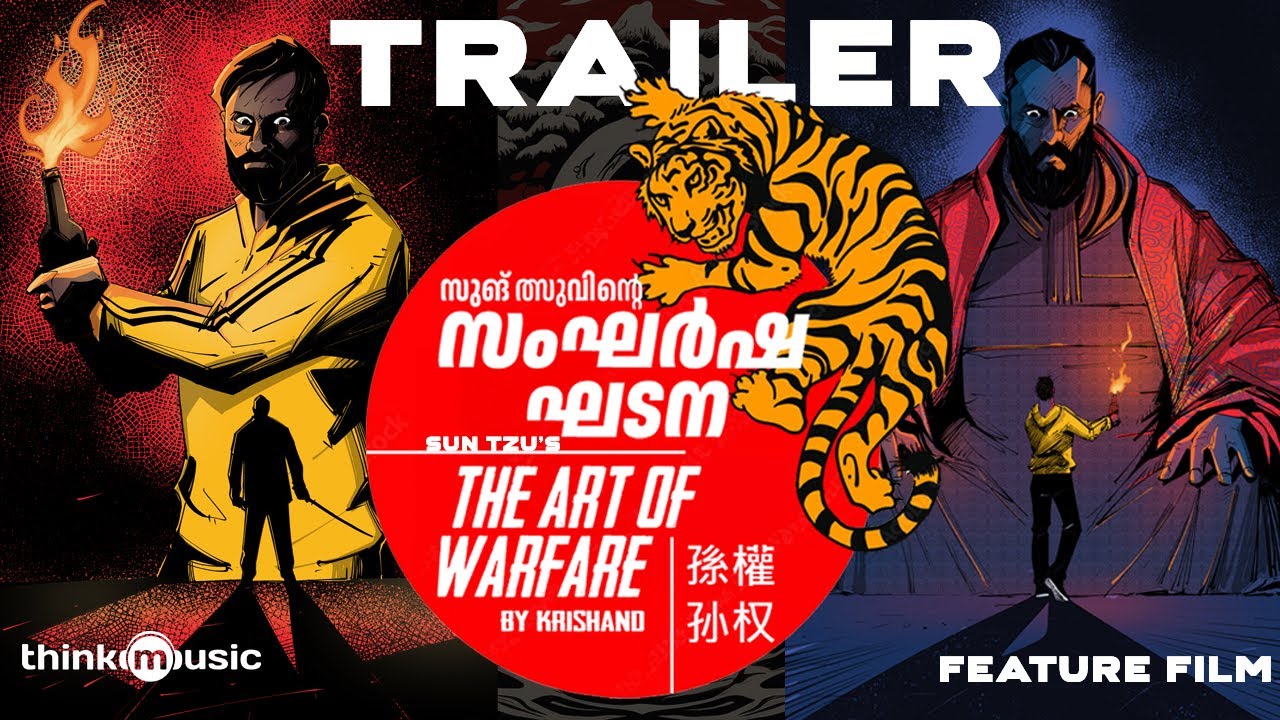 TRAILER
സുങ് ത്സുവിന്റെ
സംഘർഷ
ഘടന
SUN TZU'S
THE ART OF
WARFARE
BY KRISHAND
孫權
孙权
think music
FEATURE FILM